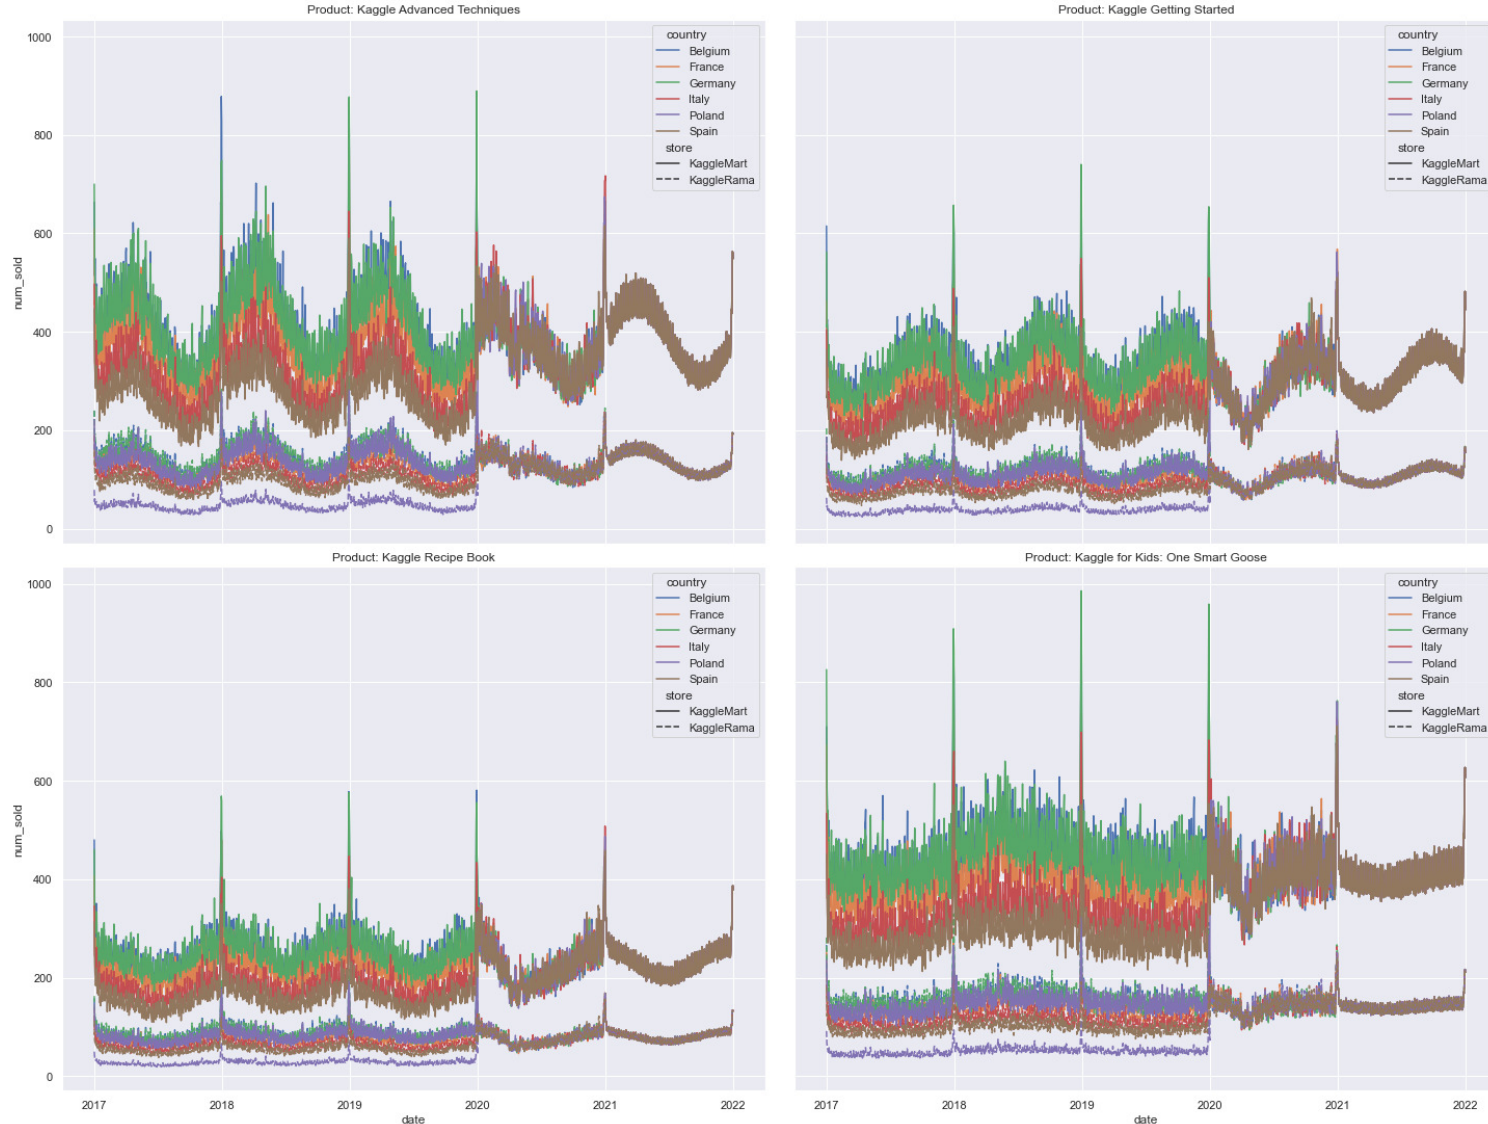 Product: Kaggle Advanced Techniques
num_sold
1000
800
600
400
200
0
country
Belgium
France
Germany
Italy
Poland
Spain
store
KaggleMart
KaggleRama
Product: Kaggle Getting Started
country
Belgium
France
Germany
Italy
Poland
Spain
store
KaggleMart
KaggleRama
Product: Kaggle Recipe Book
num_sold
1000
800
600
400
200
0
country
Belgium
France
Germany
Italy
Poland
Spain
store
KaggleMart
KaggleRama
2017 2018 2019 2020 2021 2022
date
Product: Kaggle for Kids: One Smart Goose
country
Belgium
France
Germany
Italy
Poland
Spain
store
KaggleMart
KaggleRama
2017 2018 2019 2020 2021 2022
date